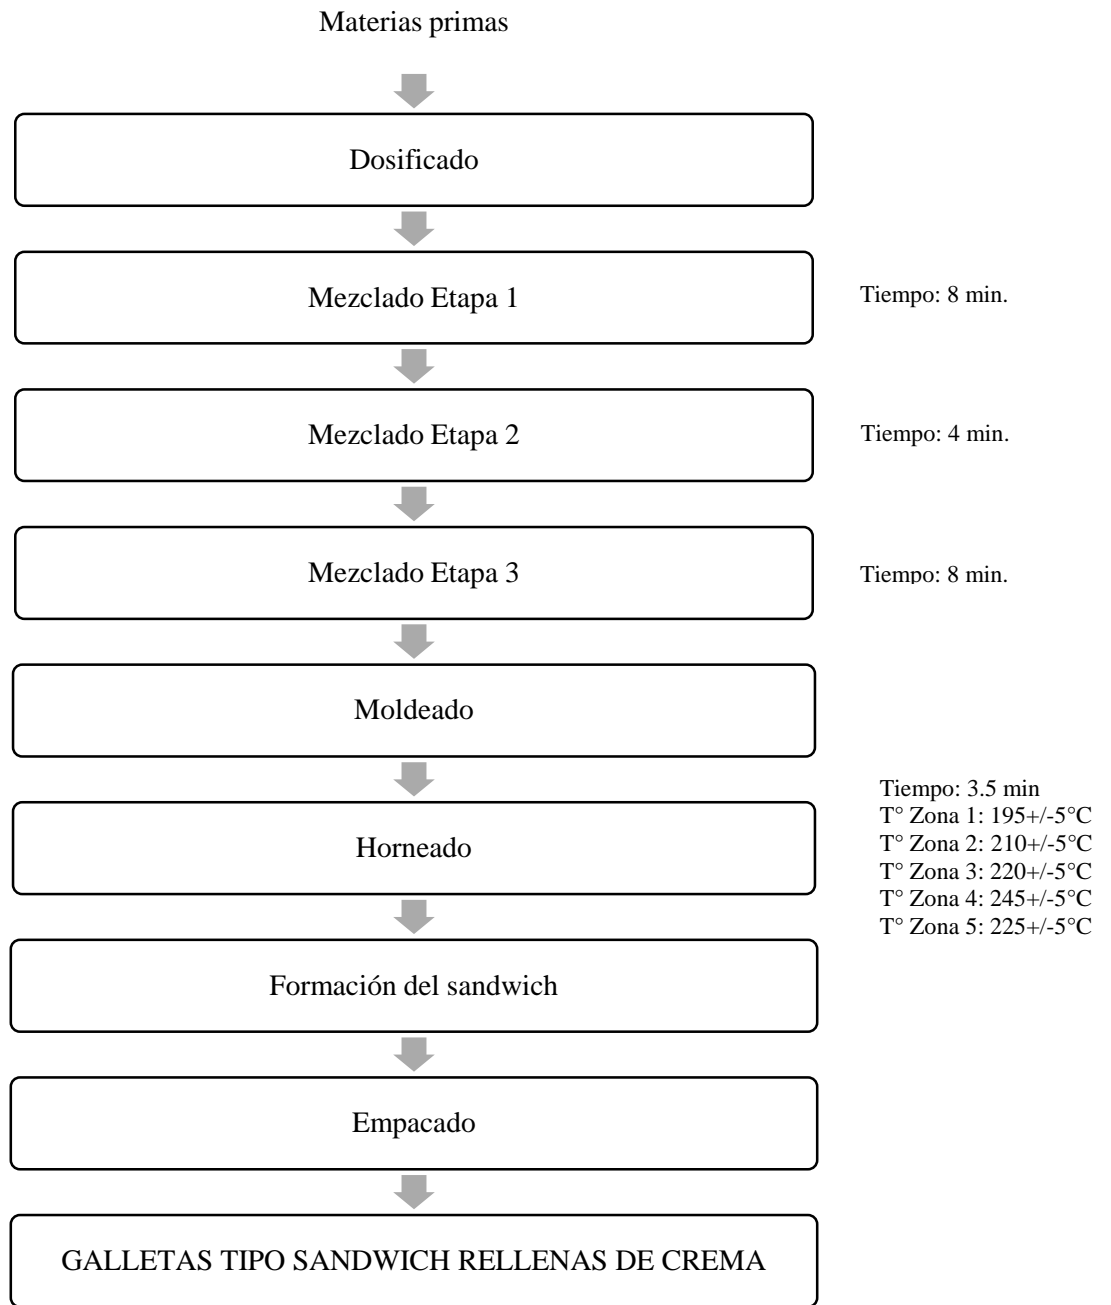 Materias primas
Dosificado
Mezclado Etapa 1
Tiempo: 8 min.
Mezclado Etapa 2
Tiempo: 4 min.
Mezclado Etapa 3
Tiempo: 8 min.
Moldeado
Horneado
Tiempo: 3.5 min
T° Zona 1: 195+/-5°C
T° Zona 2: 210+/-5°C
T° Zona 3: 220+/-5°C
T° Zona 4: 245+/-5°C
T° Zona 5: 225+/-5°C
Formación del sandwich
Empacado
GALLETAS TIPO SANDWICH RELLENAS DE CREMA